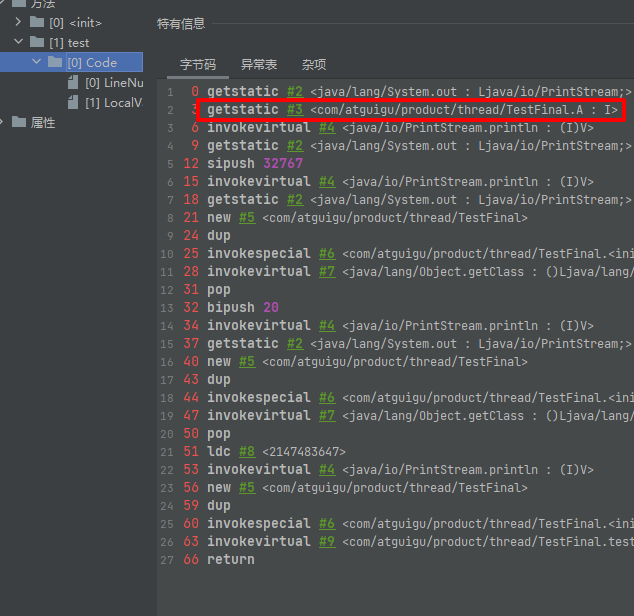 方法
[0] <init>
[1] test
[0] Code
[0] LineNu
[1] LocalVa
属性
特有信息
字节码 异常表 杂项
1 0 getstatic #2 <java/lang/System.out : Ljava/io/PrintStream;>
2 3 getstatic #3 <com/atguigu/product/thread/TestFinal.A : I>
3 6 invokevirtual #4 <java/io/PrintStream.println : (I)V>
4 9 getstatic #2 <java/lang/System.out : Ljava/io/PrintStream;>
5 12 sipush 32767
6 15 invokevirtual #4 <java/io/PrintStream.println : (I)V>
7 18 getstatic #2 <java/lang/System.out : Ljava/io/PrintStream;>
8 21 new #5 <com/atguigu/product/thread/TestFinal>
9 24 dup
10 25 invokespecial #6 <com/atguigu/product/thread/TestFinal.<ini
11 28 invokevirtual #7 <java/lang/Object.getClass : ()Ljava/lang/
12 31 pop
13 32 bipush 20
14 34 invokevirtual #4 <java/io/PrintStream.println : (I)V>
15 37 getstatic #2 <java/lang/System.out : Ljava/io/PrintStream;>
16 40 new #5 <com/atguigu/product/thread/TestFinal>
17 43 dup
18 44 invokespecial #6 <com/atguigu/product/thread/TestFinal.<ini
19 47 invokevirtual #7 <java/lang/Object.getClass : ()Ljava/lang/
20 50 pop
21 51 ldc #8 <2147483647>
22 53 invokevirtual #4 <java/io/PrintStream.println : (I)V>
23 56 new #5 <com/atguigu/product/thread/TestFinal>
24 59 dup
25 60 invokespecial #6 <com/atguigu/product/thread/TestFinal.<ini
26 63 invokevirtual #9 <com/atguigu/product/thread/TestFinal.test
27 66 return